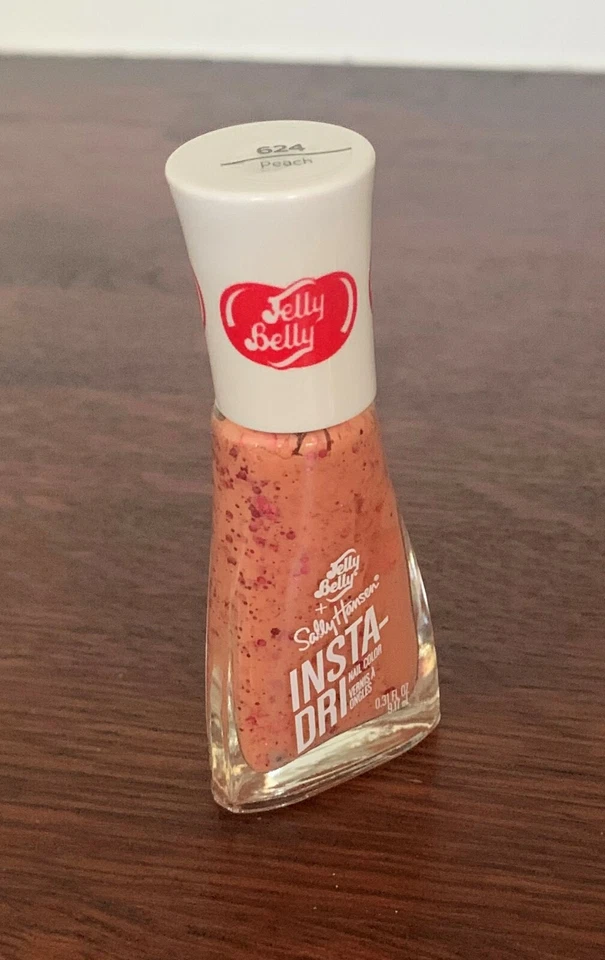 624
Peach
Jelly
Belly
Jelly
Belly®
+
Sally Hansen®
INSTA-
DRI
NAIL COLOR
VERNIS À
ONGLES
0.31 FL OZ
9.17 mL